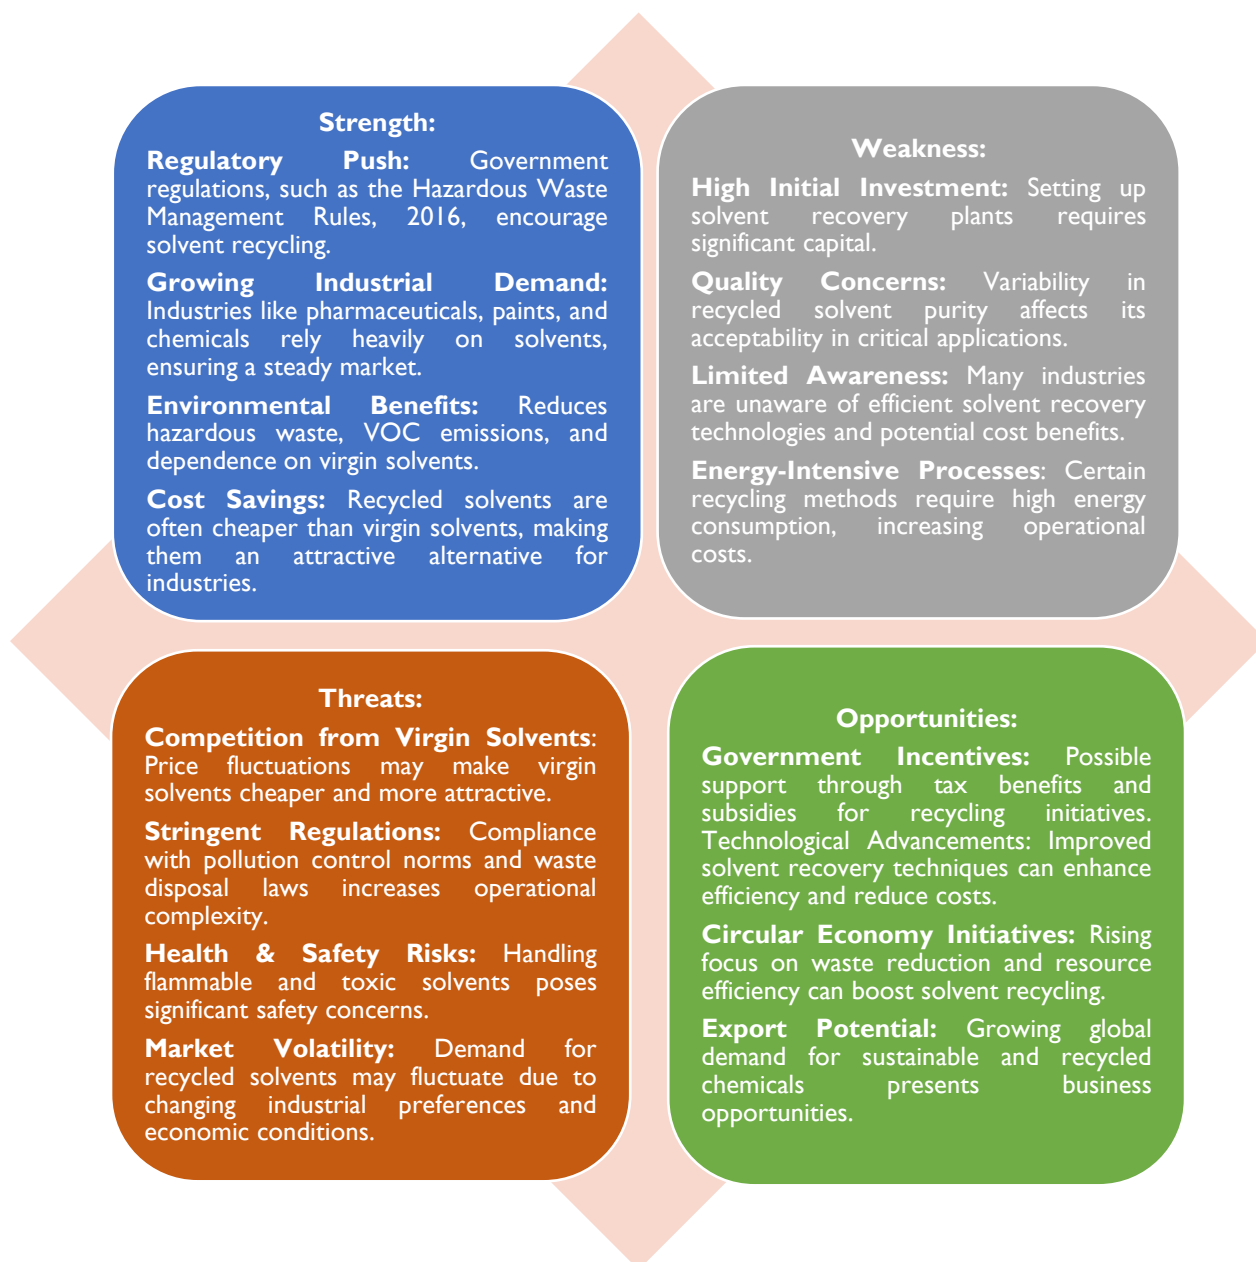 Strength:
Regulatory Push: Government
regulations, such as the Hazardous Waste
Management Rules, 2016, encourage
solvent recycling.
Growing Industrial Demand:
Industries like pharmaceuticals, paints, and
chemicals rely heavily on solvents,
ensuring a steady market.
Environmental Benefits: Reduces
hazardous waste, VOC emissions, and
dependence on virgin solvents.
Cost Savings: Recycled solvents are
often cheaper than virgin solvents, making
them an attractive alternative for
industries.
Weakness:
High Initial Investment: Setting up
solvent recovery plants requires
significant capital.
Quality Concerns: Variability in
recycled solvent purity affects its
acceptability in critical applications.
Limited Awareness: Many industries
are unaware of efficient solvent recovery
technologies and potential cost benefits.
Energy-Intensive Processes: Certain
recycling methods require high energy
consumption, increasing operational
costs.
Threats:
Competition from Virgin Solvents:
Price fluctuations may make virgin
solvents cheaper and more attractive.
Stringent Regulations: Compliance
with pollution control norms and waste
disposal laws increases operational
complexity.
Health & Safety Risks: Handling
flammable and toxic solvents poses
significant safety concerns.
Market Volatility: Demand for
recycled solvents may fluctuate due to
changing industrial preferences and
economic conditions.
Opportunities:
Government Incentives: Possible
support through tax benefits and
subsidies for recycling initiatives.
Technological Advancements: Improved
solvent recovery techniques can enhance
efficiency and reduce costs.
Circular Economy Initiatives: Rising
focus on waste reduction and resource
efficiency can boost solvent recycling.
Export Potential: Growing global
demand for sustainable and recycled
chemicals presents business
opportunities.